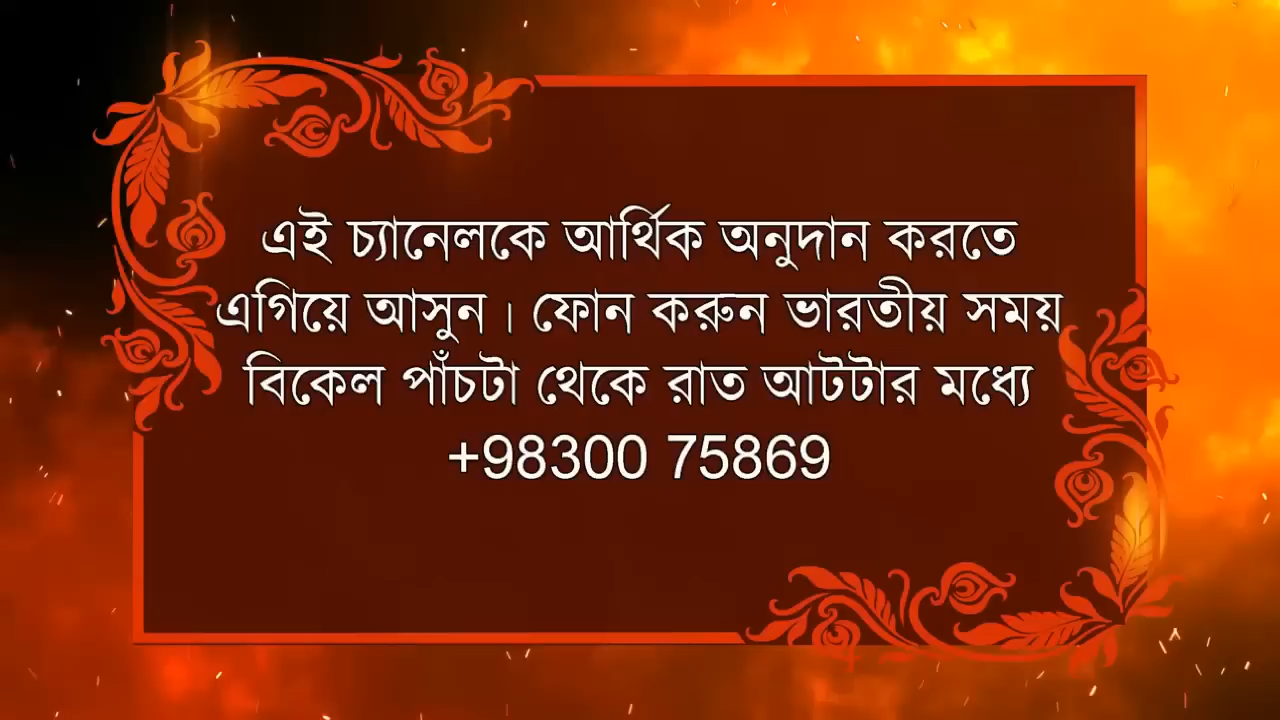 এই চ্যানেলকে আর্থিক অনুদান করতে
এগিয়ে আসুন । ফোন করুন ভারতীয় সময়
বিকেল পাঁচটা থেকে রাত আটটার মধ্যে
+98300 75869